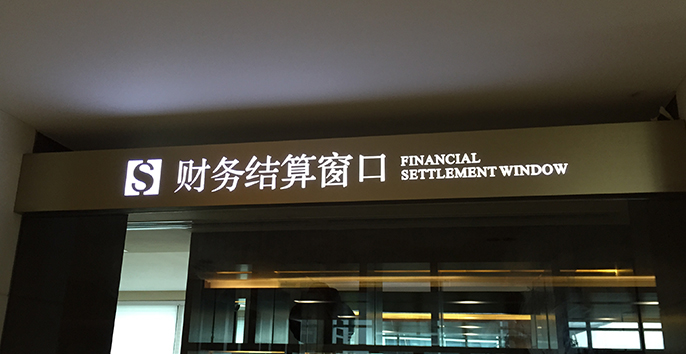 财务结算窗口
FINANCIAL
SETTLEMENT WINDOW